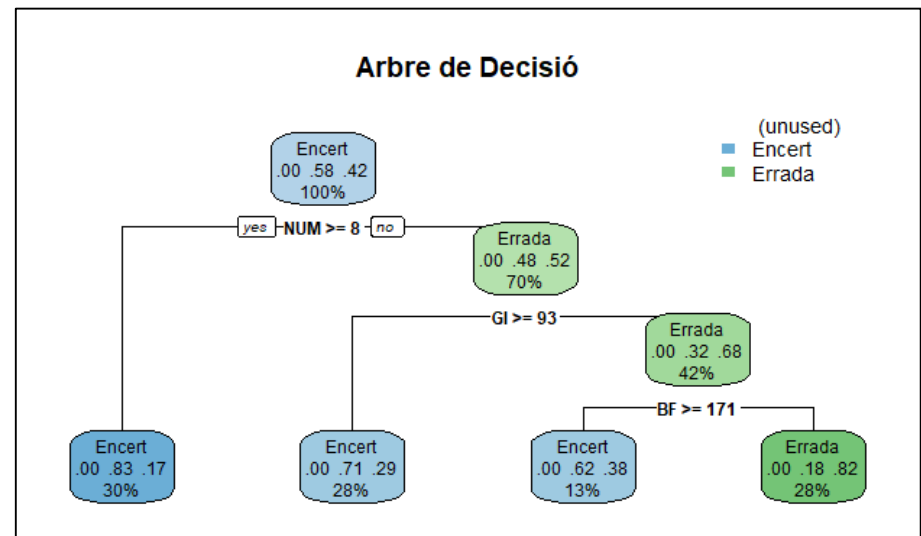 Arbre de Decisió
(unused)
Encert
Errada
Encert
.00 .58 .42
100%
yes NUM >= 8 no
Errada
.00 .48 .52
70%
GI >= 93
Errada
.00 .32 .68
42%
BF >= 171
Encert
.00 .83 .17
30%
Encert
.00 .71 .29
28%
Encert
.00 .62 .38
13%
Errada
.00 .18 .82
28%